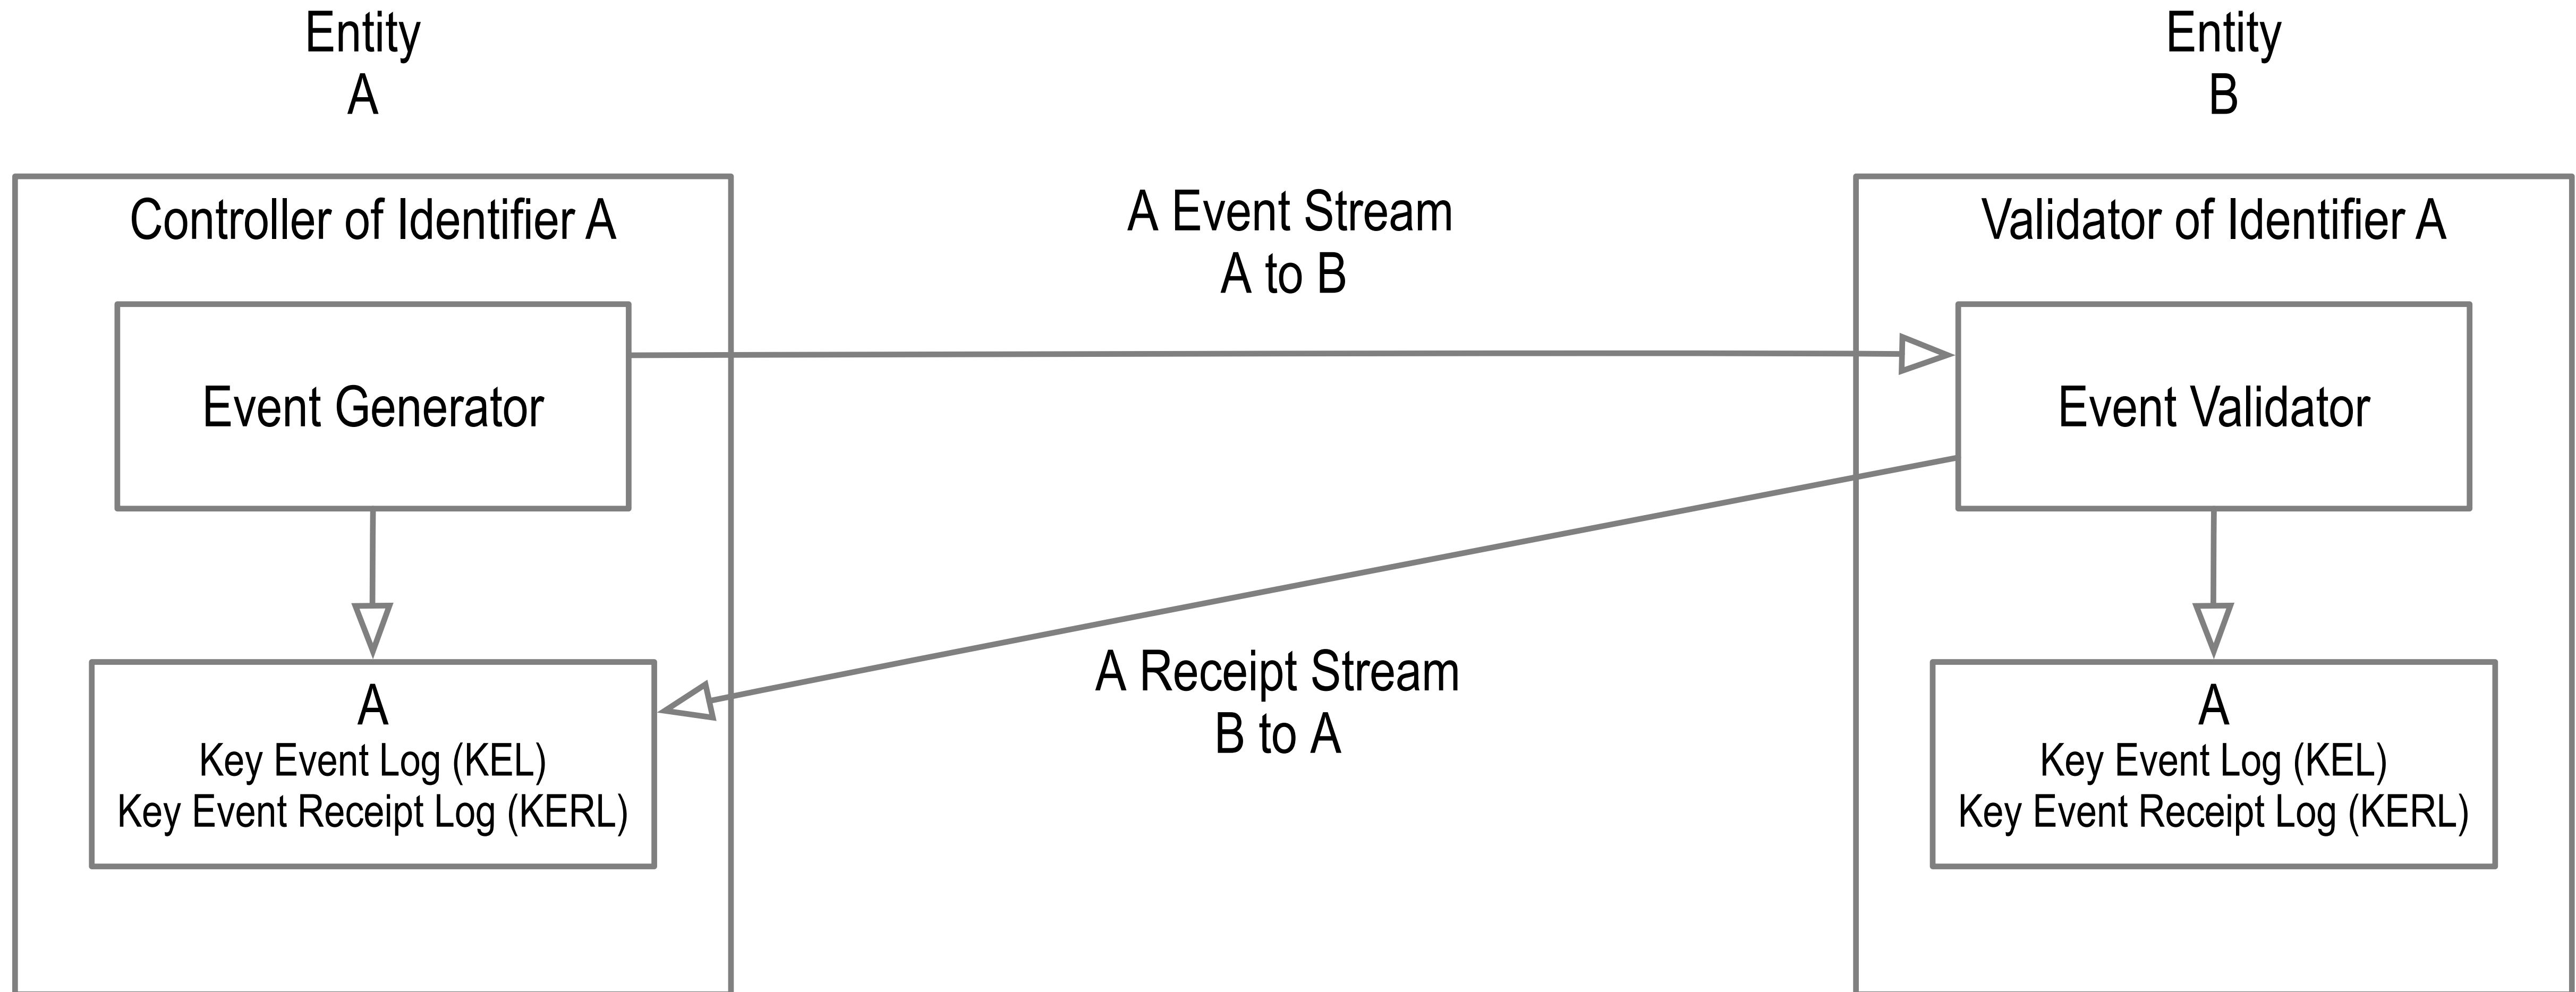 Entity
A
Entity
B
Controller of Identifier A
Event Generator
A
Key Event Log (KEL)
Key Event Receipt Log (KERL)
A Event Stream
A to B
A Receipt Stream
B to A
Validator of Identifier A
Event Validator
A
Key Event Log (KEL)
Key Event Receipt Log (KERL)